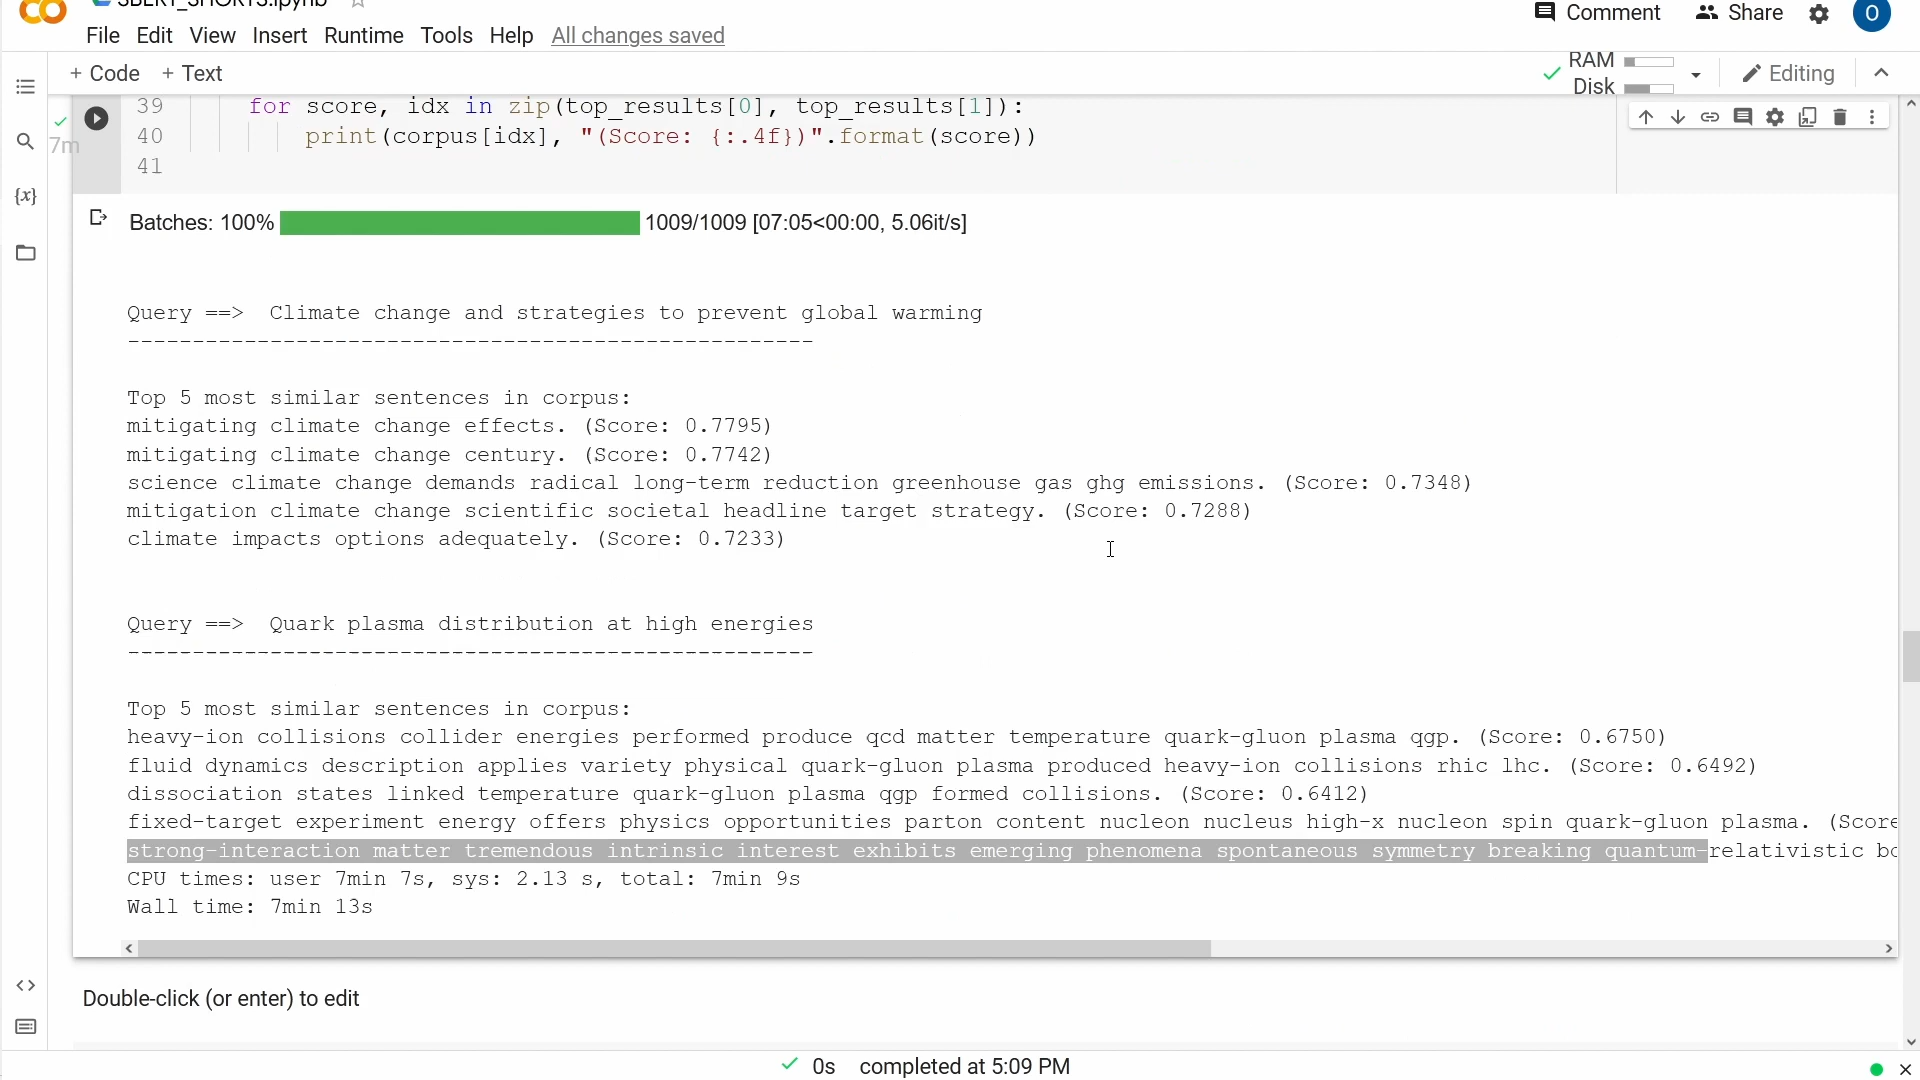 SBERT_SHORTS.ipynb
Comment Share O
File Edit View Insert Runtime Tools Help All changes saved
+ Code + Text
RAM
Disk
Editing
39 for score, idx in zip(top_results[0], top_results[1]):
40 print(corpus[idx], "(Score: {:.4f})".format(score))
41
7m
{x}
Batches: 100% 1009/1009 [07:05<00:00, 5.06it/s]
Query ==> Climate change and strategies to prevent global warming
-----------------------------------------------------
Top 5 most similar sentences in corpus:
mitigating climate change effects. (Score: 0.7795)
mitigating climate change century. (Score: 0.7742)
science climate change demands radical long-term reduction greenhouse gas ghg emissions. (Score: 0.7348)
mitigation climate change scientific societal headline target strategy. (Score: 0.7288)
climate impacts options adequately. (Score: 0.7233)
Query ==> Quark plasma distribution at high energies
-----------------------------------------------------
Top 5 most similar sentences in corpus:
heavy-ion collisions collider energies performed produce qcd matter temperature quark-gluon plasma qgp. (Score: 0.6750)
fluid dynamics description applies variety physical quark-gluon plasma produced heavy-ion collisions rhic lhc. (Score: 0.6492)
dissociation states linked temperature quark-gluon plasma qgp formed collisions. (Score: 0.6412)
fixed-target experiment energy offers physics opportunities parton content nucleon nucleus high-x nucleon spin quark-gluon plasma. (Score
strong-interaction matter tremendous intrinsic interest exhibits emerging phenomena spontaneous symmetry breaking quantum-relativistic
CPU times: user 7min 7s, sys: 2.13 s, total: 7min 9s
Wall time: 7min 13s
Double-click (or enter) to edit
0s completed at 5:09 PM